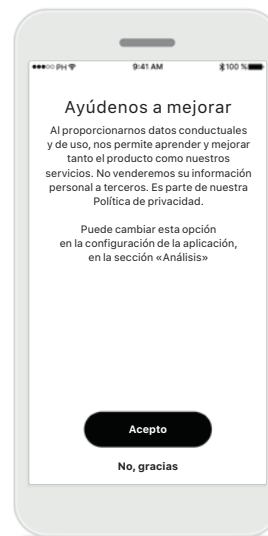 PH 9:41 AM 100 %
Ayúdenos a mejorar
Al proporcionarnos datos conductuales
y de uso, nos permite aprender y mejorar
tanto el producto como nuestros
servicios. No venderemos su información
personal a terceros. Es parte de nuestra
Política de privacidad.
Puede cambiar esta opción
en la configuración de la aplicación,
en la sección «Análisis»
Acepto
No, gracias